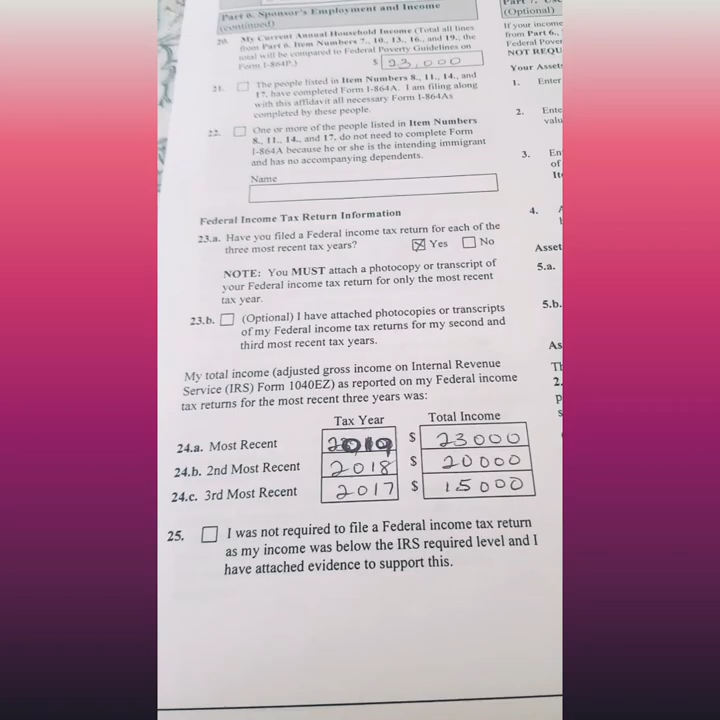 Part 6. Sponsor's Employment and Income
(continued)
20. My Current Annual Household Income (Total all lines
from Part 6. Item Numbers 7., 10., 13., 16., and 19., the
total will be compared to Federal Poverty Guidelines on
Form I-864P.) $ 23,000
21. The people listed in Item Numbers 8., 11., 14., and
17. have completed Form I-864A. I am filing along
with this affidavit all necessary Form I-864As
completed by these people.
22. One or more of the people listed in Item Numbers
8., 11., 14., and 17. do not need to complete Form
I-864A because he or she is the intending immigrant
and has no accompanying dependents.
Name
Federal Income Tax Return Information
23.a. Have you filed a Federal income tax return for each of the
three most recent tax years? Yes No
NOTE: You MUST attach a photocopy or transcript of
your Federal income tax return for only the most recent
tax year.
23.b. (Optional) I have attached photocopies or transcripts
of my Federal income tax returns for my second and
third most recent tax years.
My total income (adjusted gross income on Internal Revenue
Service (IRS) Form 1040EZ) as reported on my Federal income
tax returns for the most recent three years was:
Tax Year Total Income
24.a. Most Recent 2019 $ 23000
24.b. 2nd Most Recent 2018 $ 20000
24.c. 3rd Most Recent 2017 $ 15000
25. I was not required to file a Federal income tax return
as my income was below the IRS required level and I
have attached evidence to support this.
(Optional)
If your income
from Part 6.,
Federal Pover
NOT REQU
Your Asset
1. Enter
2. Ente
valu
3. En
of
It
4.
Asset
5.a.
5.b.
As
2.